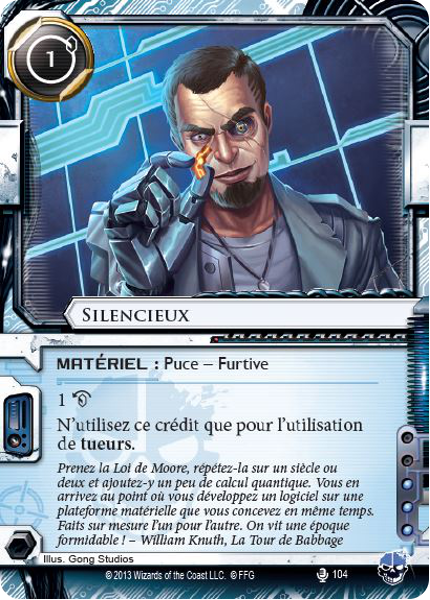 1
SILENCIEUX
MATÉRIEL : Puce – Furtive
1
N'utilisez ce crédit que pour l'utilisation
de tueurs.
Prenez la Loi de Moore, répétez-la sur un siècle ou
deux et ajoutez-y un peu de calcul quantique. Vous en
arrivez au point où vous développez un logiciel sur une
plateforme matérielle que vous concevez en même temps.
Faits sur mesure l'un pour l'autre. On vit une époque
formidable ! – William Knuth, La Tour de Babbage
Illus. Gong Studios
© 2013 Wizards of the Coast LLC. © FFG
104